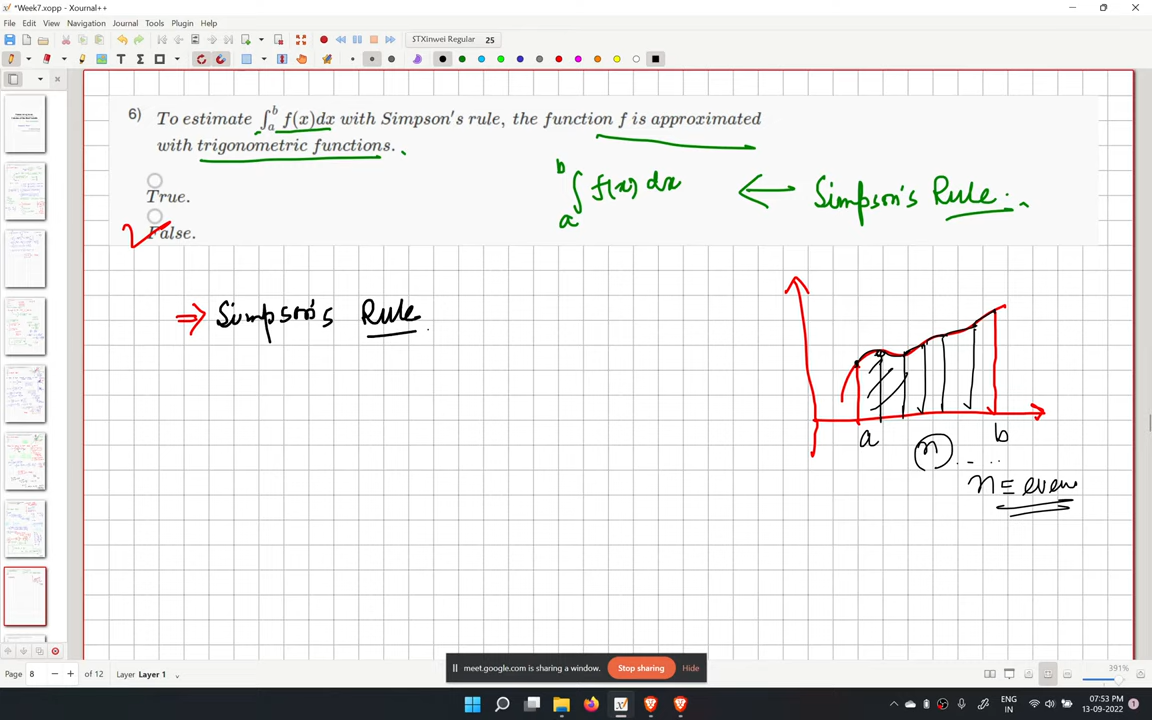 *Week7.xopp - Xournal++
File Edit View Navigation Journal Tools Plugin Help
STXinwei Regular 25
6) To estimate ∫_a^b f(x)dx with Simpson's rule, the function f is approximated
with trigonometric functions.
True.
False.
∫_a^b f(x) dx ⟵ Simpson's Rule.
⇒ Simpson's Rule.
a n b
n = even
meet.google.com is sharing a window. Stop sharing Hide
Page 8 of 12 Layer Layer 1
391%
ENG
IN
07:53 PM
13-09-2022